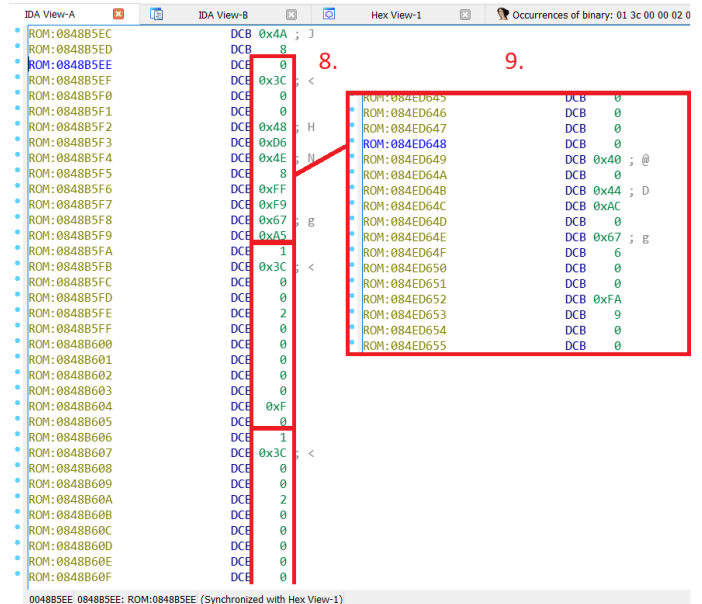 IDA View-A
IDA View-B
Hex View-1
Occurrences of binary: 01 3c 00 00 02 0
ROM:0848B5EC DCB 0x4A ; J
ROM:0848B5ED DCB 8
ROM:0848B5EE DCB 0
ROM:0848B5EF DCB 0x3C ; <
ROM:0848B5F0 DCB 0
ROM:0848B5F1 DCB 0
ROM:0848B5F2 DCB 0x48 ; H
ROM:0848B5F3 DCB 0xD6
ROM:0848B5F4 DCB 0x4E ; N
ROM:0848B5F5 DCB 8
ROM:0848B5F6 DCB 0xFF
ROM:0848B5F7 DCB 0xF9
ROM:0848B5F8 DCB 0x67 ; g
ROM:0848B5F9 DCB 0xA5
ROM:0848B5FA DCB 1
ROM:0848B5FB DCB 0x3C ; <
ROM:0848B5FC DCB 0
ROM:0848B5FD DCB 0
ROM:0848B5FE DCB 2
ROM:0848B5FF DCB 0
ROM:0848B600 DCB 0
ROM:0848B601 DCB 0
ROM:0848B602 DCB 0
ROM:0848B603 DCB 0
ROM:0848B604 DCB 0xF
ROM:0848B605 DCB 0
ROM:0848B606 DCB 1
ROM:0848B607 DCB 0x3C ; <
ROM:0848B608 DCB 0
ROM:0848B609 DCB 0
ROM:0848B60A DCB 2
ROM:0848B60B DCB 0
ROM:0848B60C DCB 0
ROM:0848B60D DCB 0
ROM:0848B60E DCB 0
ROM:0848B60F DCB 0
8.
9.
ROM:084ED645 DCB 0
ROM:084ED646 DCB 0
ROM:084ED647 DCB 0
ROM:084ED648 DCB 0
ROM:084ED649 DCB 0x40 ; @
ROM:084ED64A DCB 0
ROM:084ED64B DCB 0x44 ; D
ROM:084ED64C DCB 0xAC
ROM:084ED64D DCB 0
ROM:084ED64E DCB 0x67 ; g
ROM:084ED64F DCB 6
ROM:084ED650 DCB 0
ROM:084ED651 DCB 0
ROM:084ED652 DCB 0xFA
ROM:084ED653 DCB 9
ROM:084ED654 DCB 0
ROM:084ED655 DCB 0
0048B5EE 0848B5EE: ROM:0848B5EE (Synchronized with Hex View-1)